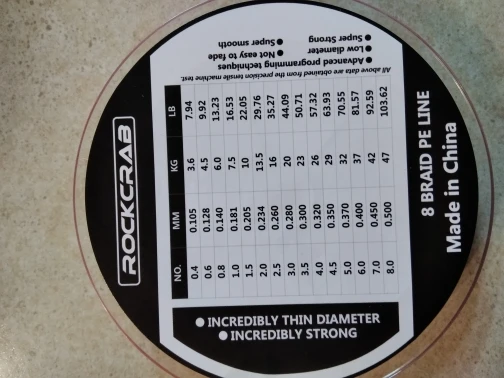 ROCKCRAB
NO. MM KG LB
0.4 0.105 3.6 7.94
0.6 0.128 4.5 9.92
0.8 0.140 6.0 13.23
1.0 0.181 7.5 16.53
1.5 0.205 10 22.05
2.0 0.234 13.5 29.76
2.5 0.260 16 35.27
3.0 0.280 20 44.09
3.5 0.300 23 50.71
4.0 0.320 26 57.32
4.5 0.350 29 63.93
5.0 0.370 32 70.55
6.0 0.400 37 81.57
7.0 0.450 42 92.59
8.0 0.500 47 103.62
8 BRAID PE LINE
Made in China
● INCREDIBLY THIN DIAMETER
● INCREDIBLY STRONG
All above data are obtained from the precision tensile machine test.
● Advanced programming techniques
● Low diameter ● Not easy to fade
● Super Strong ● Super smooth